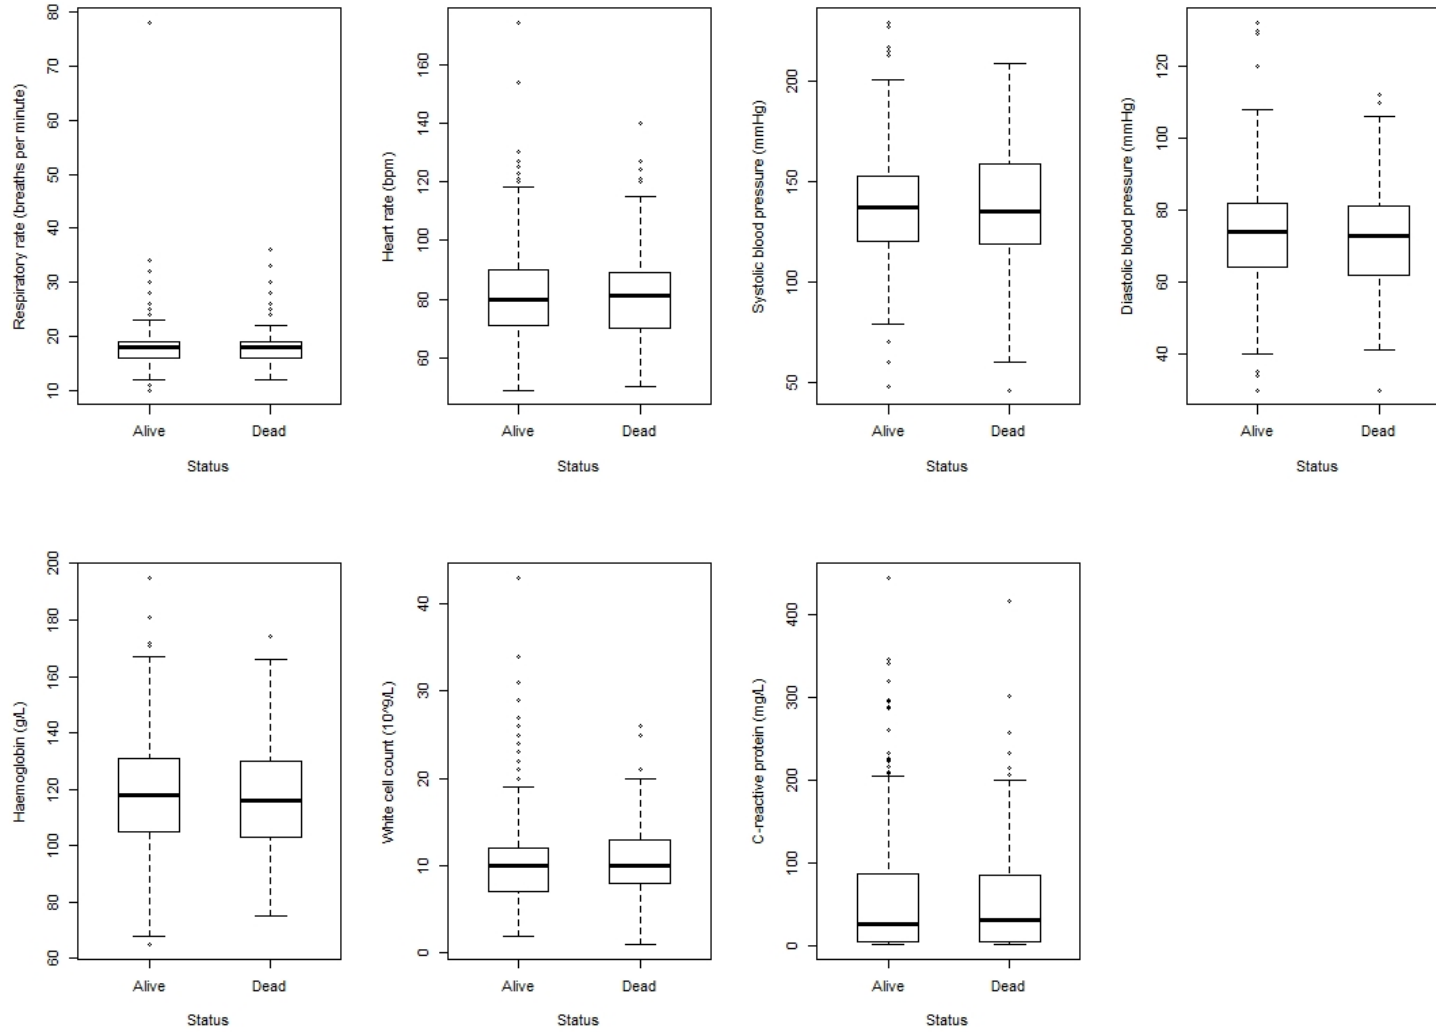 Respiratory rate (breaths per minute)
80
70
60
50
40
30
20
10
Alive Dead
Status
Heart rate (bpm)
160
140
120
100
80
60
Alive Dead
Status
Systolic blood pressure (mmHg)
200
150
100
50
Alive Dead
Status
Diastolic blood pressure (mmHg)
120
100
80
60
40
Alive Dead
Status
Haemoglobin (g/L)
200
180
160
140
120
100
80
60
Alive Dead
Status
White cell count (10^9/L)
40
30
20
10
0
Alive Dead
Status
C-reactive protein (mg/L)
400
300
200
100
0
Alive Dead
Status